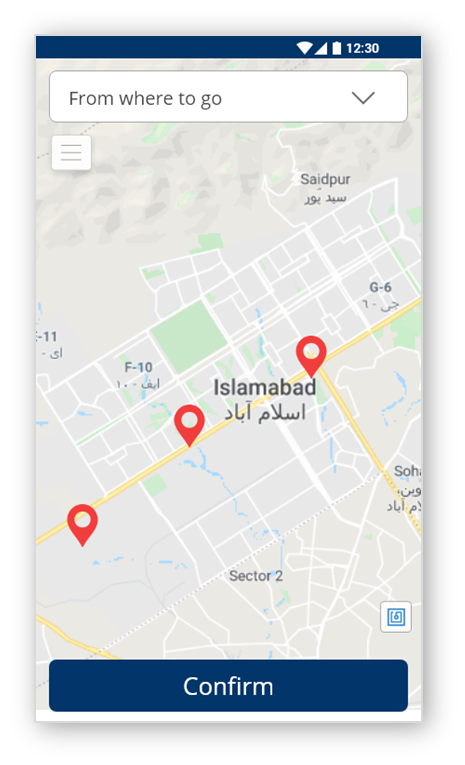 12:30
From where to go
Saidpur
سید پور
G-6
جی - ٦
E-11
ای -
F-10
ایف - ١٠
Islamabad
اسلام آباد
Soha
وین،
لام آباد
Sector 2
Confirm